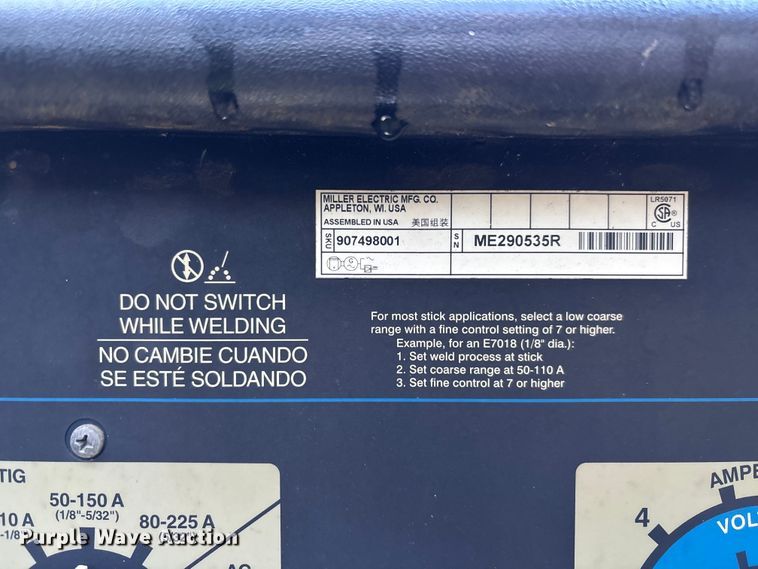 MILLER ELECTRIC MFG. CO.
APPLETON, WI. USA
ASSEMBLED IN USA 美国组装
LR5071
SA®
C US
SKU 907498001
SN ME290535R
DO NOT SWITCH
WHILE WELDING
NO CAMBIE CUANDO
SE ESTÉ SOLDANDO
For most stick applications, select a low coarse
range with a fine control setting of 7 or higher.
Example, for an E7018 (1/8" dia.):
1. Set weld process at stick
2. Set coarse range at 50-110 A
3. Set fine control at 7 or higher
TIG
50-150 A
(1/8"-5/32")
10 A
80-225 A
AMPE
4
VOL
Purple Wave Auction